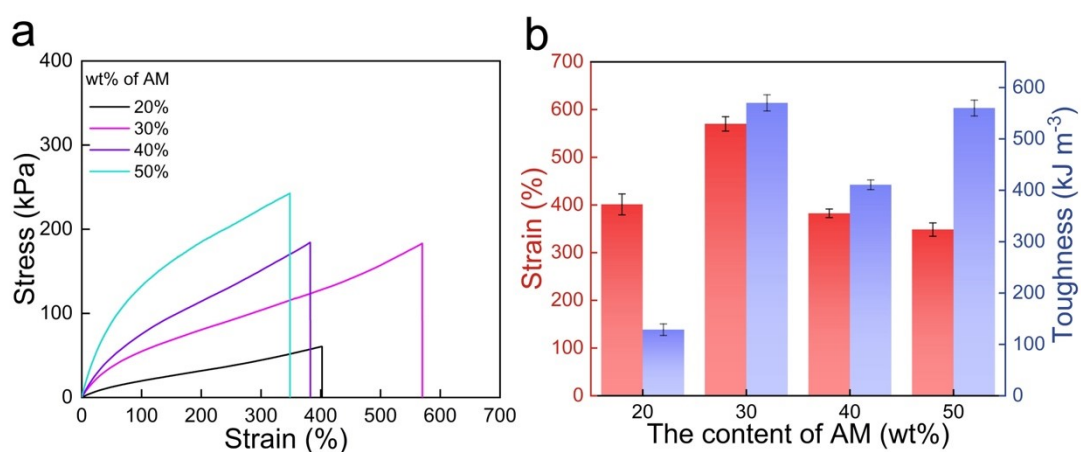 a
400
300
200
100
0
Stress (kPa)
wt% of AM
20%
30%
40%
50%
0 100 200 300 400 500 600 700
Strain (%)
b
700
600
500
400
300
200
100
0
Strain (%)
600
500
400
300
200
100
0
Toughness (kJ m⁻³)
20 30 40 50
The content of AM (wt%)